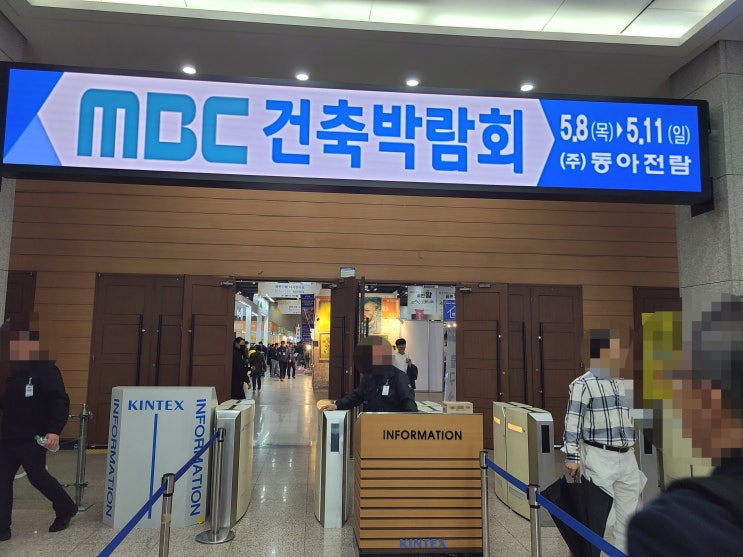 MBC 건축박람회
5.8(목)▶5.11(일)
(주) 동아전람
KINTEX
INFORMATION
INFORMATION
INFORMATION
KINTEX